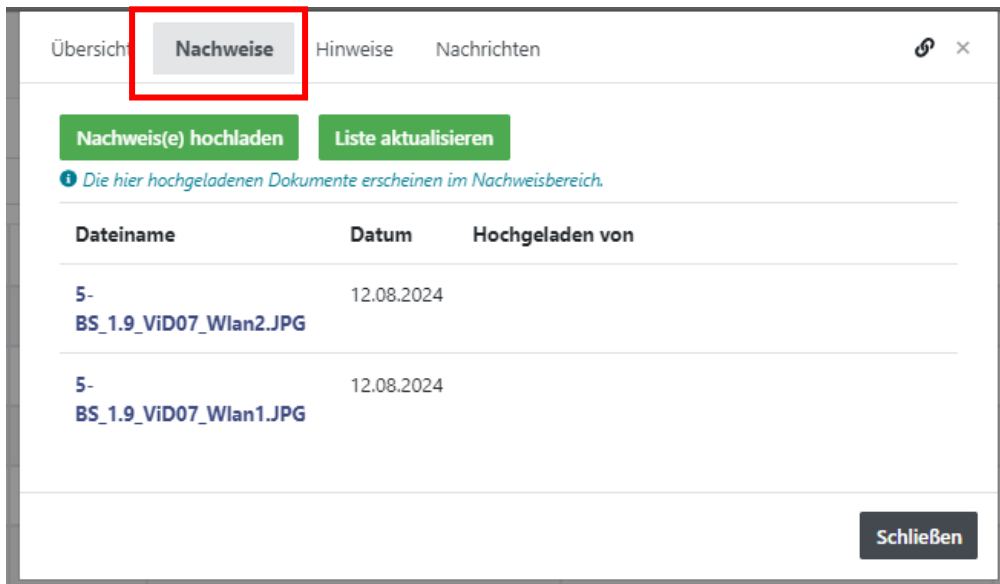 Übersicht Nachweise Hinweise Nachrichten
Nachweis(e) hochladen Liste aktualisieren
Die hier hochgeladenen Dokumente erscheinen im Nachweisbereich.
Dateiname Datum Hochgeladen von
5- 12.08.2024
BS_1.9_ViD07_Wlan2.JPG
5- 12.08.2024
BS_1.9_ViD07_Wlan1.JPG
Schließen